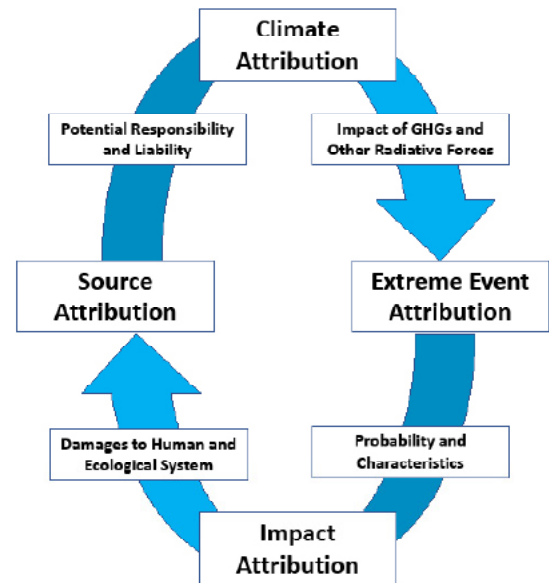 Climate
Attribution
Potential Responsibility
and Liability
Impact of GHGs and
Other Radiative Forces
Source
Attribution
Extreme Event
Attribution
Damages to Human and
Ecological System
Probability and
Characteristics
Impact
Attribution